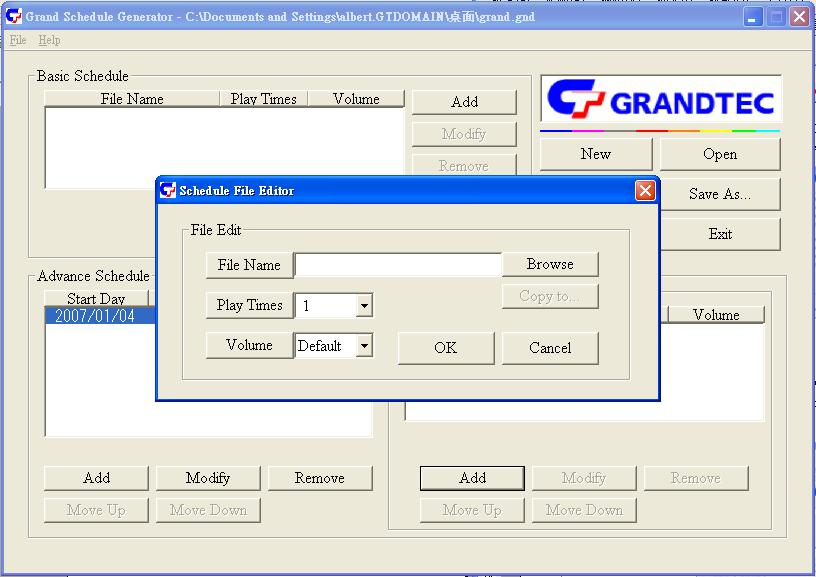 Grand Schedule Generator - C:\Documents and Settings\albert.GTDOMAIN\桌面\grand.gnd
File Help
Basic Schedule
File Name Play Times Volume
Add
Modify
Remove
GRANDTEC
New Open
Save As...
Exit
Schedule File Editor
File Edit
File Name Browse
Copy to...
Play Times 1
Volume Default
OK Cancel
Advance Schedule
Start Day
2007/01/04
Volume
Add Modify Remove
Move Up Move Down
Add Modify Remove
Move Up Move Down